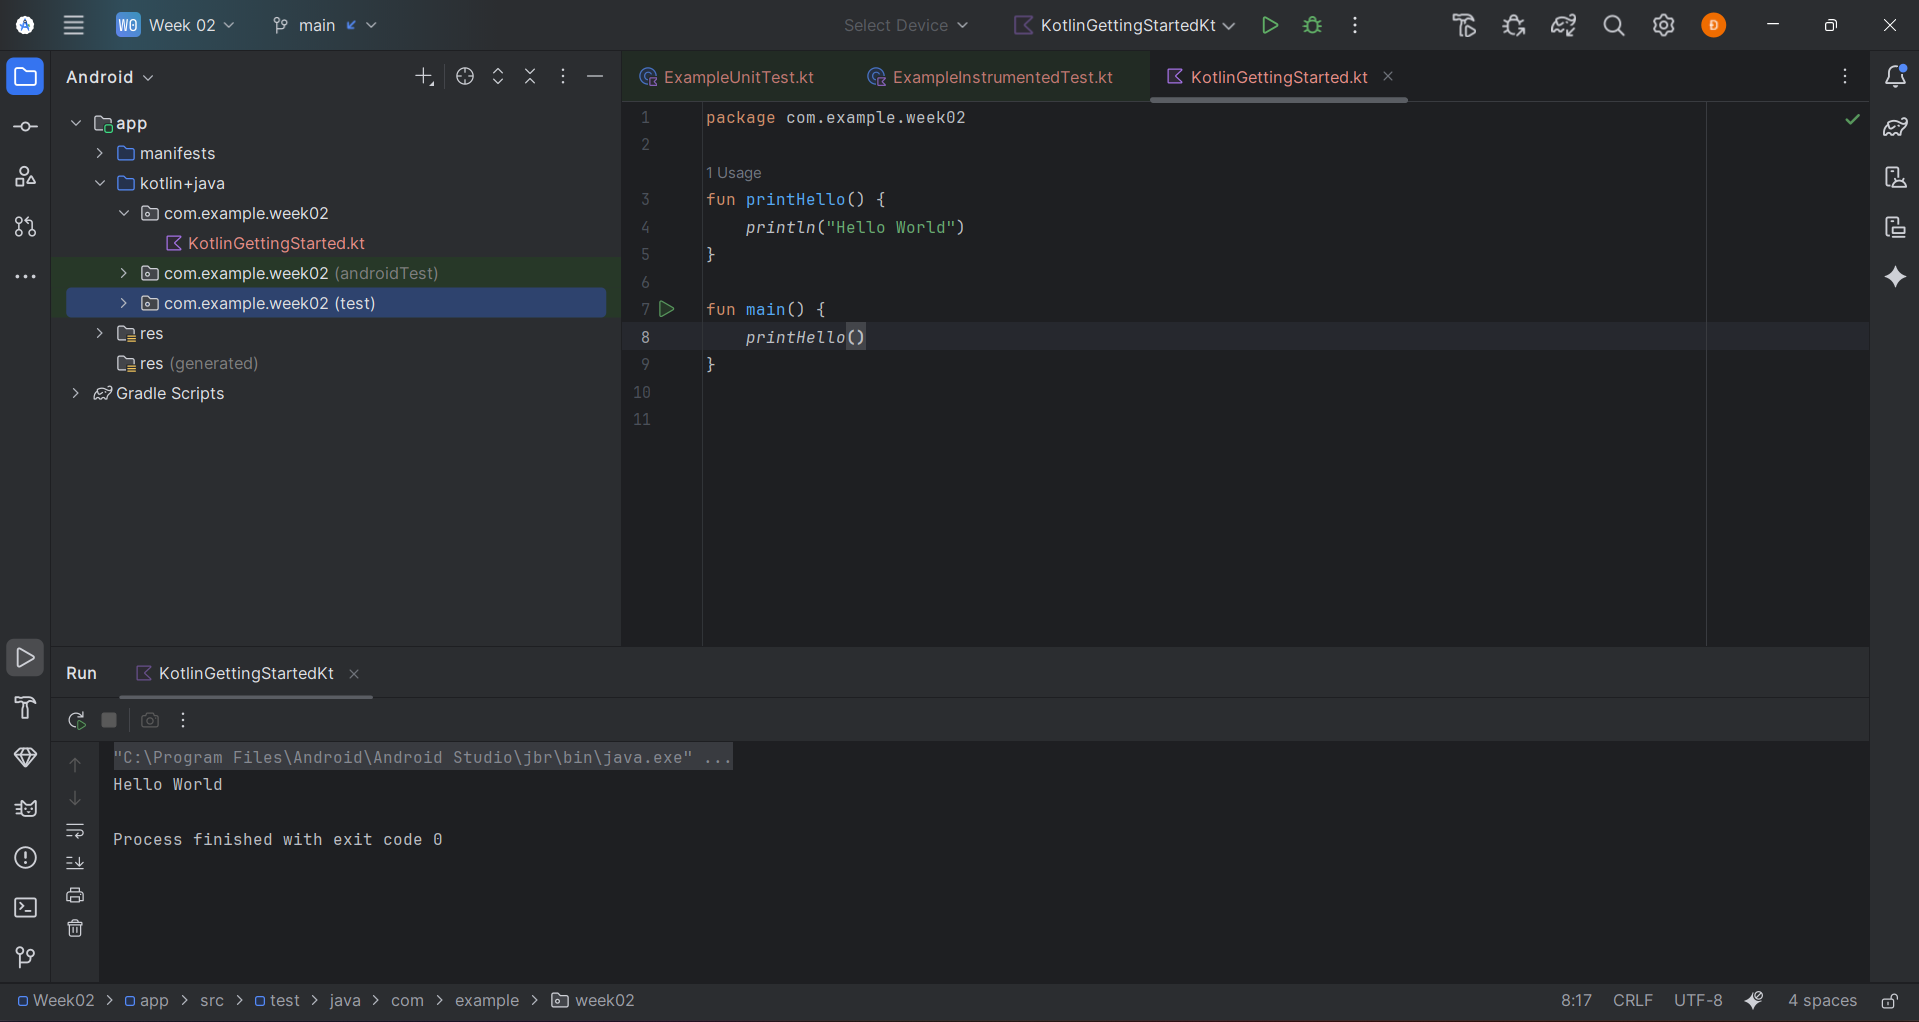 W0 Week 02 main Select Device KotlinGettingStartedKt Đ
Android
app
manifests
kotlin+java
com.example.week02
KotlinGettingStarted.kt
com.example.week02 (androidTest)
com.example.week02 (test)
res
res (generated)
Gradle Scripts
ExampleUnitTest.kt ExampleInstrumentedTest.kt KotlinGettingStarted.kt
1 package com.example.week02
2
1 Usage
3 fun printHello() {
4 println("Hello World")
5 }
6
7 fun main() {
8 printHello()
9 }
10
11
Run KotlinGettingStartedKt
"C:\Program Files\Android\Android Studio\jbr\bin\java.exe" ...
Hello World
Process finished with exit code 0
Week02 > app > src > test > java > com > example > week02 8:17 CRLF UTF-8 4 spaces